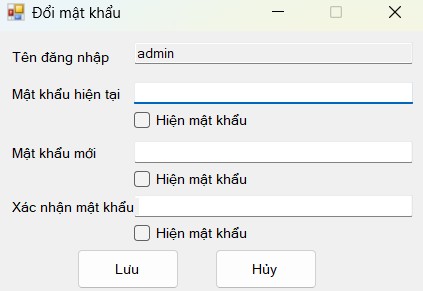 Đổi mật khẩu
Tên đăng nhập admin
Mật khẩu hiện tại
Hiện mật khẩu
Mật khẩu mới
Hiện mật khẩu
Xác nhận mật khẩu
Hiện mật khẩu
Lưu Hủy